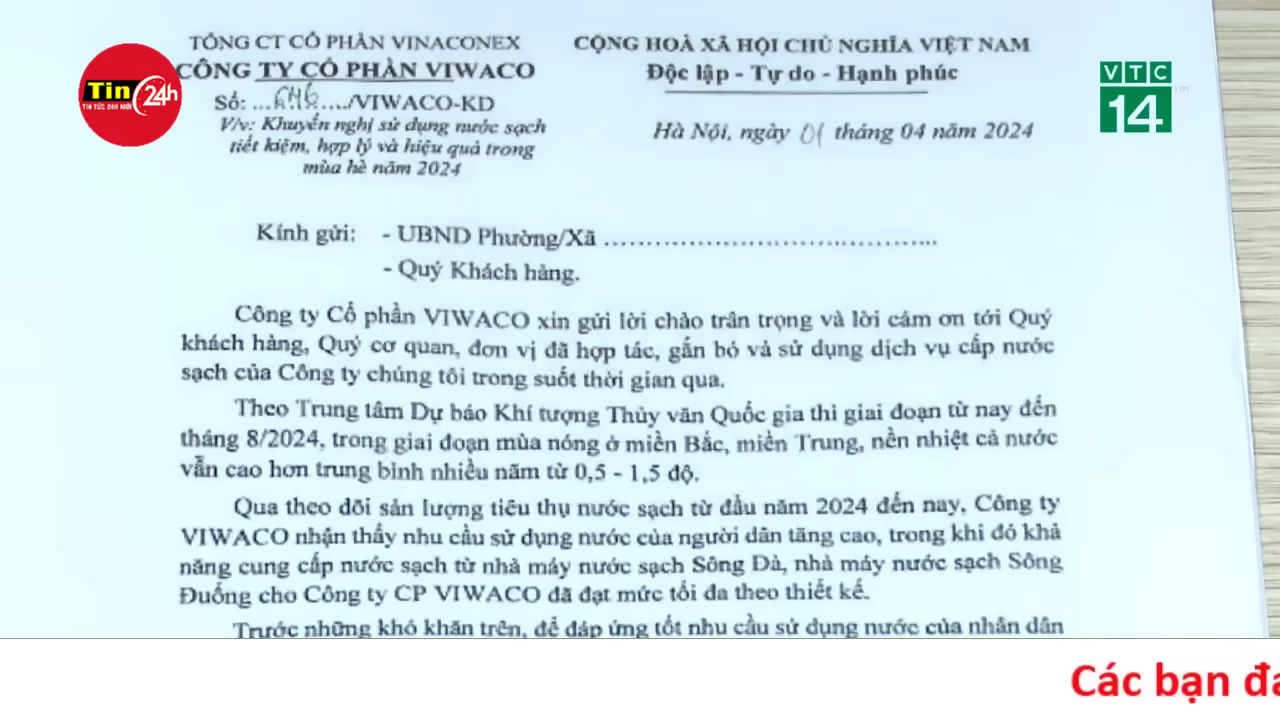 TỔNG CT CỔ PHẦN VINACONEX
CÔNG TY CỔ PHẦN VIWACO
Số: ........./VIWACO-KD
V/v: Khuyến nghị sử dụng nước sạch
tiết kiệm, hợp lý và hiệu quả trong
mùa hè năm 2024
CỘNG HOÀ XÃ HỘI CHỦ NGHĨA VIỆT NAM
Độc lập - Tự do - Hạnh phúc
Hà Nội, ngày 01 tháng 04 năm 2024
Tin 24h
TIN TỨC 24H MỚI
VTC
14
Kính gửi: - UBND Phường/Xã ........................................
- Quý Khách hàng.
Công ty Cổ phần VIWACO xin gửi lời chào trân trọng và lời cám ơn tới Quý
khách hàng, Quý cơ quan, đơn vị đã hợp tác, gắn bó và sử dụng dịch vụ cấp nước
sạch của Công ty chúng tôi trong suốt thời gian qua.
Theo Trung tâm Dự báo Khí tượng Thủy văn Quốc gia thì giai đoạn từ nay đến
tháng 8/2024, trong giai đoạn mùa nóng ở miền Bắc, miền Trung, nền nhiệt cả nước
vẫn cao hơn trung bình nhiều năm từ 0,5 - 1,5 độ.
Qua theo dõi sản lượng tiêu thụ nước sạch từ đầu năm 2024 đến nay, Công ty
VIWACO nhận thấy nhu cầu sử dụng nước của người dân tăng cao, trong khi đó khả
năng cung cấp nước sạch từ nhà máy nước sạch Sông Đà, nhà máy nước sạch Sông
Đuống cho Công ty CP VIWACO đã đạt mức tối đa theo thiết kế.
Trước những khó khăn trên, để đáp ứng tốt nhu cầu sử dụng nước của nhân dân
Các bạn đa